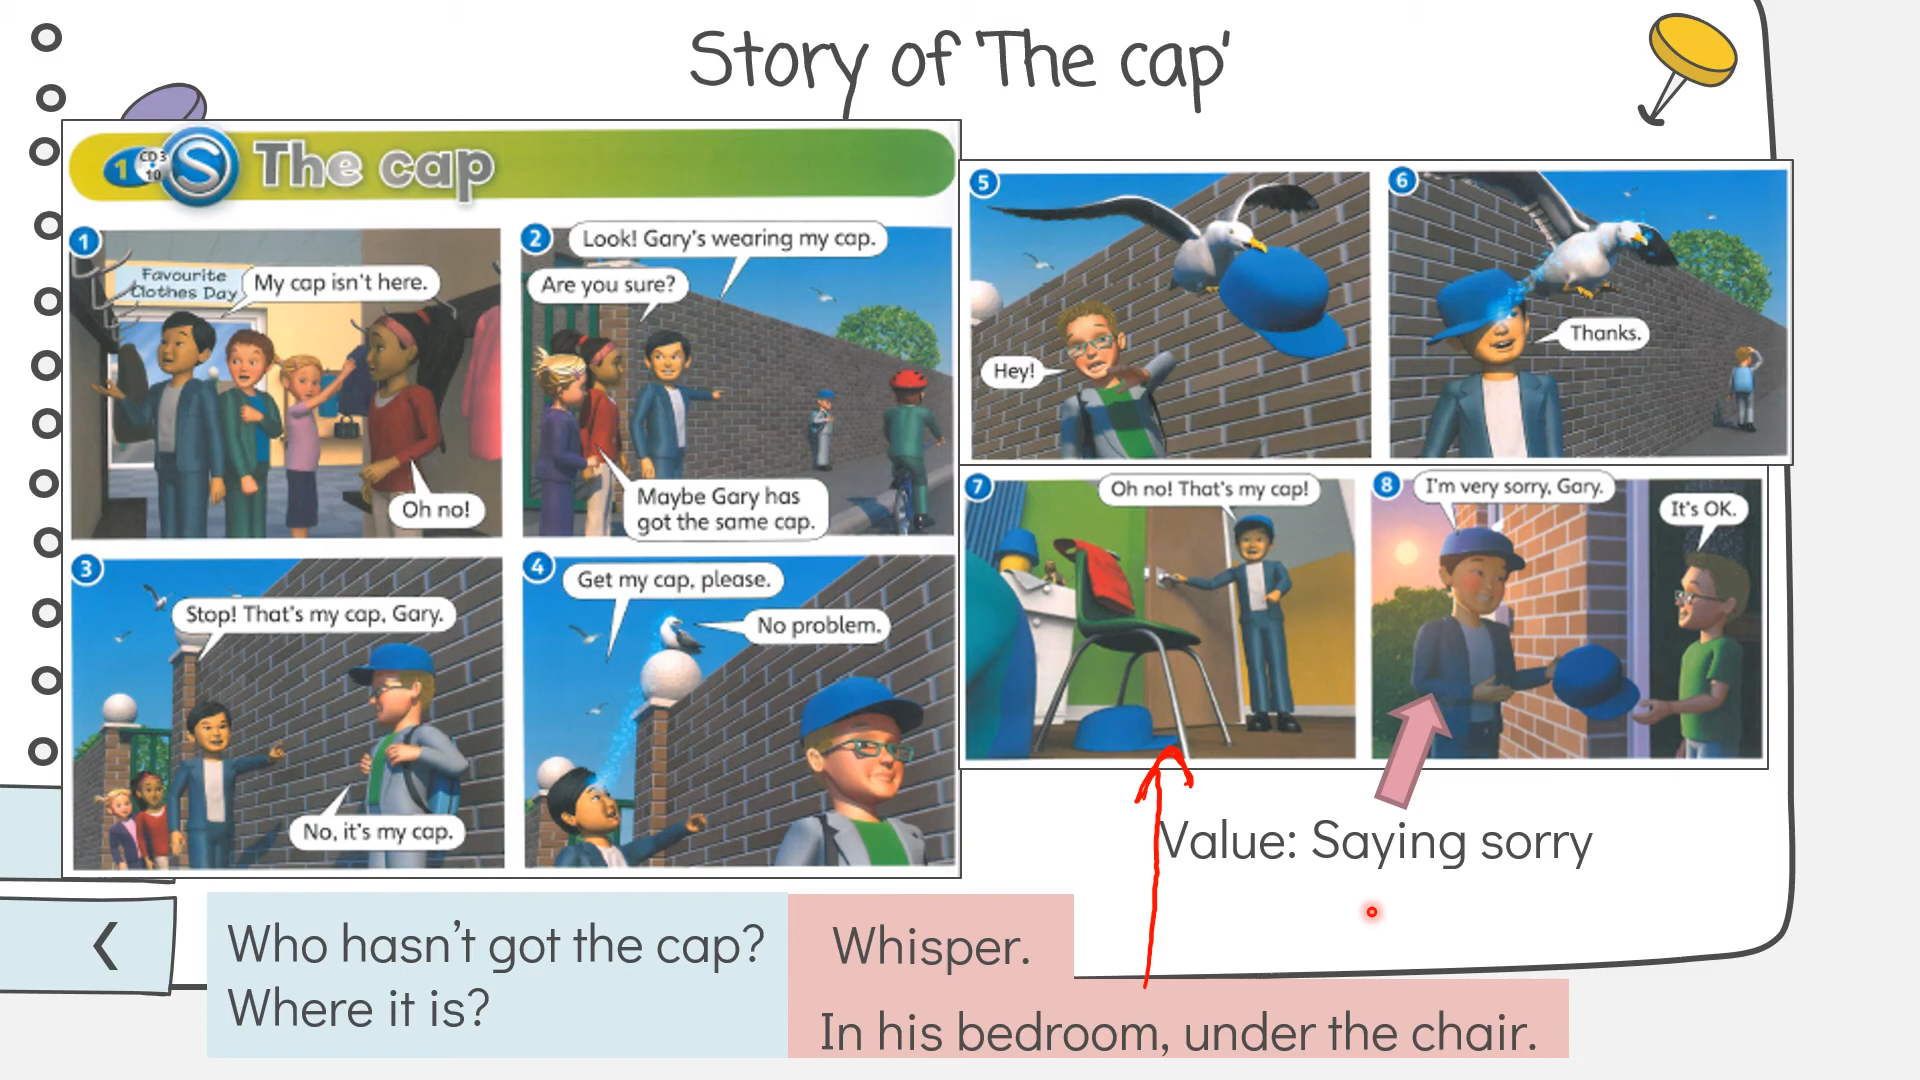 Story of 'The cap'
1
CD 3
10
S
The cap
1
Favourite
Clothes Day
My cap isn't here.
Oh no!
2
Look! Gary's wearing my cap.
Are you sure?
Maybe Gary has
got the same cap.
3
Stop! That's my cap, Gary.
No, it's my cap.
4
Get my cap, please.
No problem.
5
Hey!
6
Thanks.
7
Oh no! That's my cap!
8
I'm very sorry, Gary.
It's OK.
Value: Saying sorry
Who hasn't got the cap?
Where it is?
Whisper.
In his bedroom, under the chair.